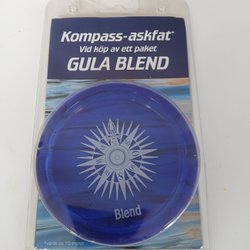 Kompass-askfat*
Vid köp av ett paket
GULA BLEND
Blend